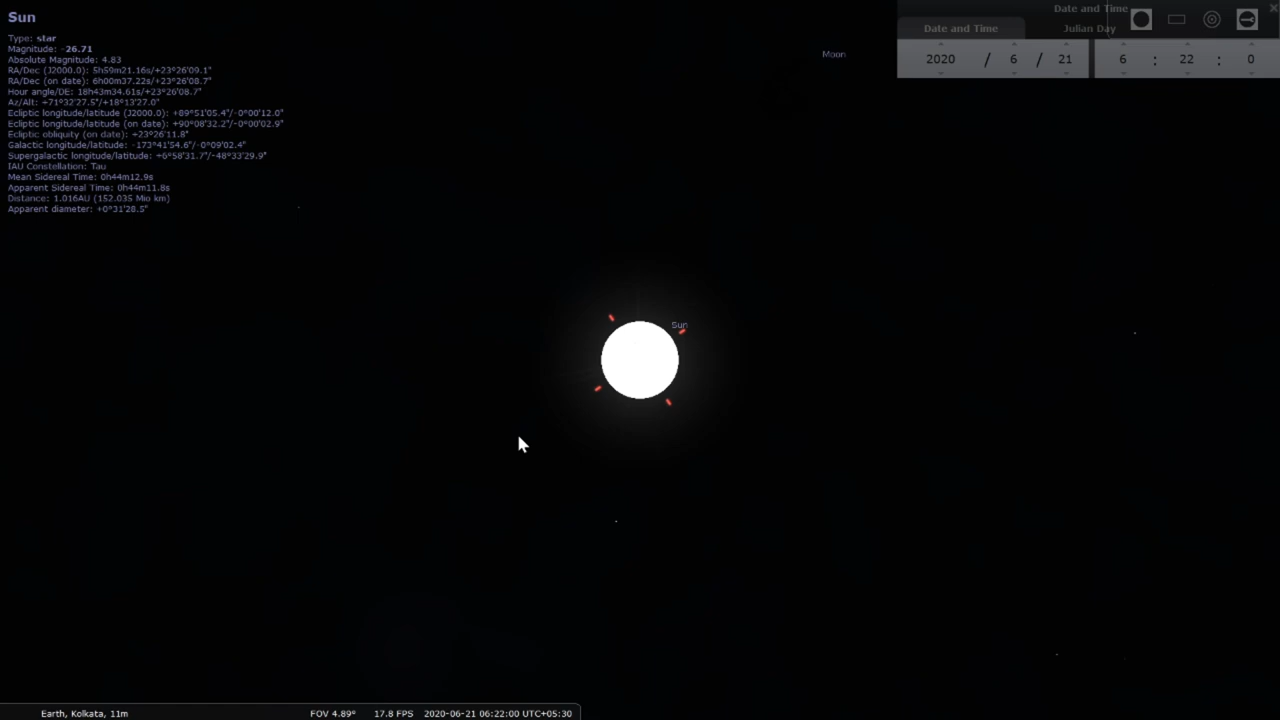 Sun
Type: star
Magnitude: -26.71
Absolute Magnitude: 4.83
RA/Dec (J2000.0): 5h59m21.16s/+23°26'09.1"
RA/Dec (on date): 6h00m37.22s/+23°26'08.7"
Hour angle/DE: 18h43m34.61s/+23°26'08.7"
Az/Alt: +71°32'27.5"/+18°13'27.0"
Ecliptic longitude/latitude (J2000.0): +89°51'05.4"/-0°00'12.0"
Ecliptic longitude/latitude (on date): +90°08'32.2"/-0°00'02.9"
Ecliptic obliquity (on date): +23°26'11.8"
Galactic longitude/latitude: -173°41'54.6"/-0°09'02.4"
Supergalactic longitude/latitude: +6°58'31.7"/-48°33'29.9"
IAU Constellation: Tau
Mean Sidereal Time: 0h44m12.9s
Apparent Sidereal Time: 0h44m11.8s
Distance: 1.016AU (152.035 Mio km)
Apparent diameter: +0°31'28.5"
Date and Time
Date and Time Julian Day
2020 / 6 / 21 6 : 22 : 0
Moon
Sun
Earth, Kolkata, 11m FOV 4.89° 17.8 FPS 2020-06-21 06:22:00 UTC+05:30